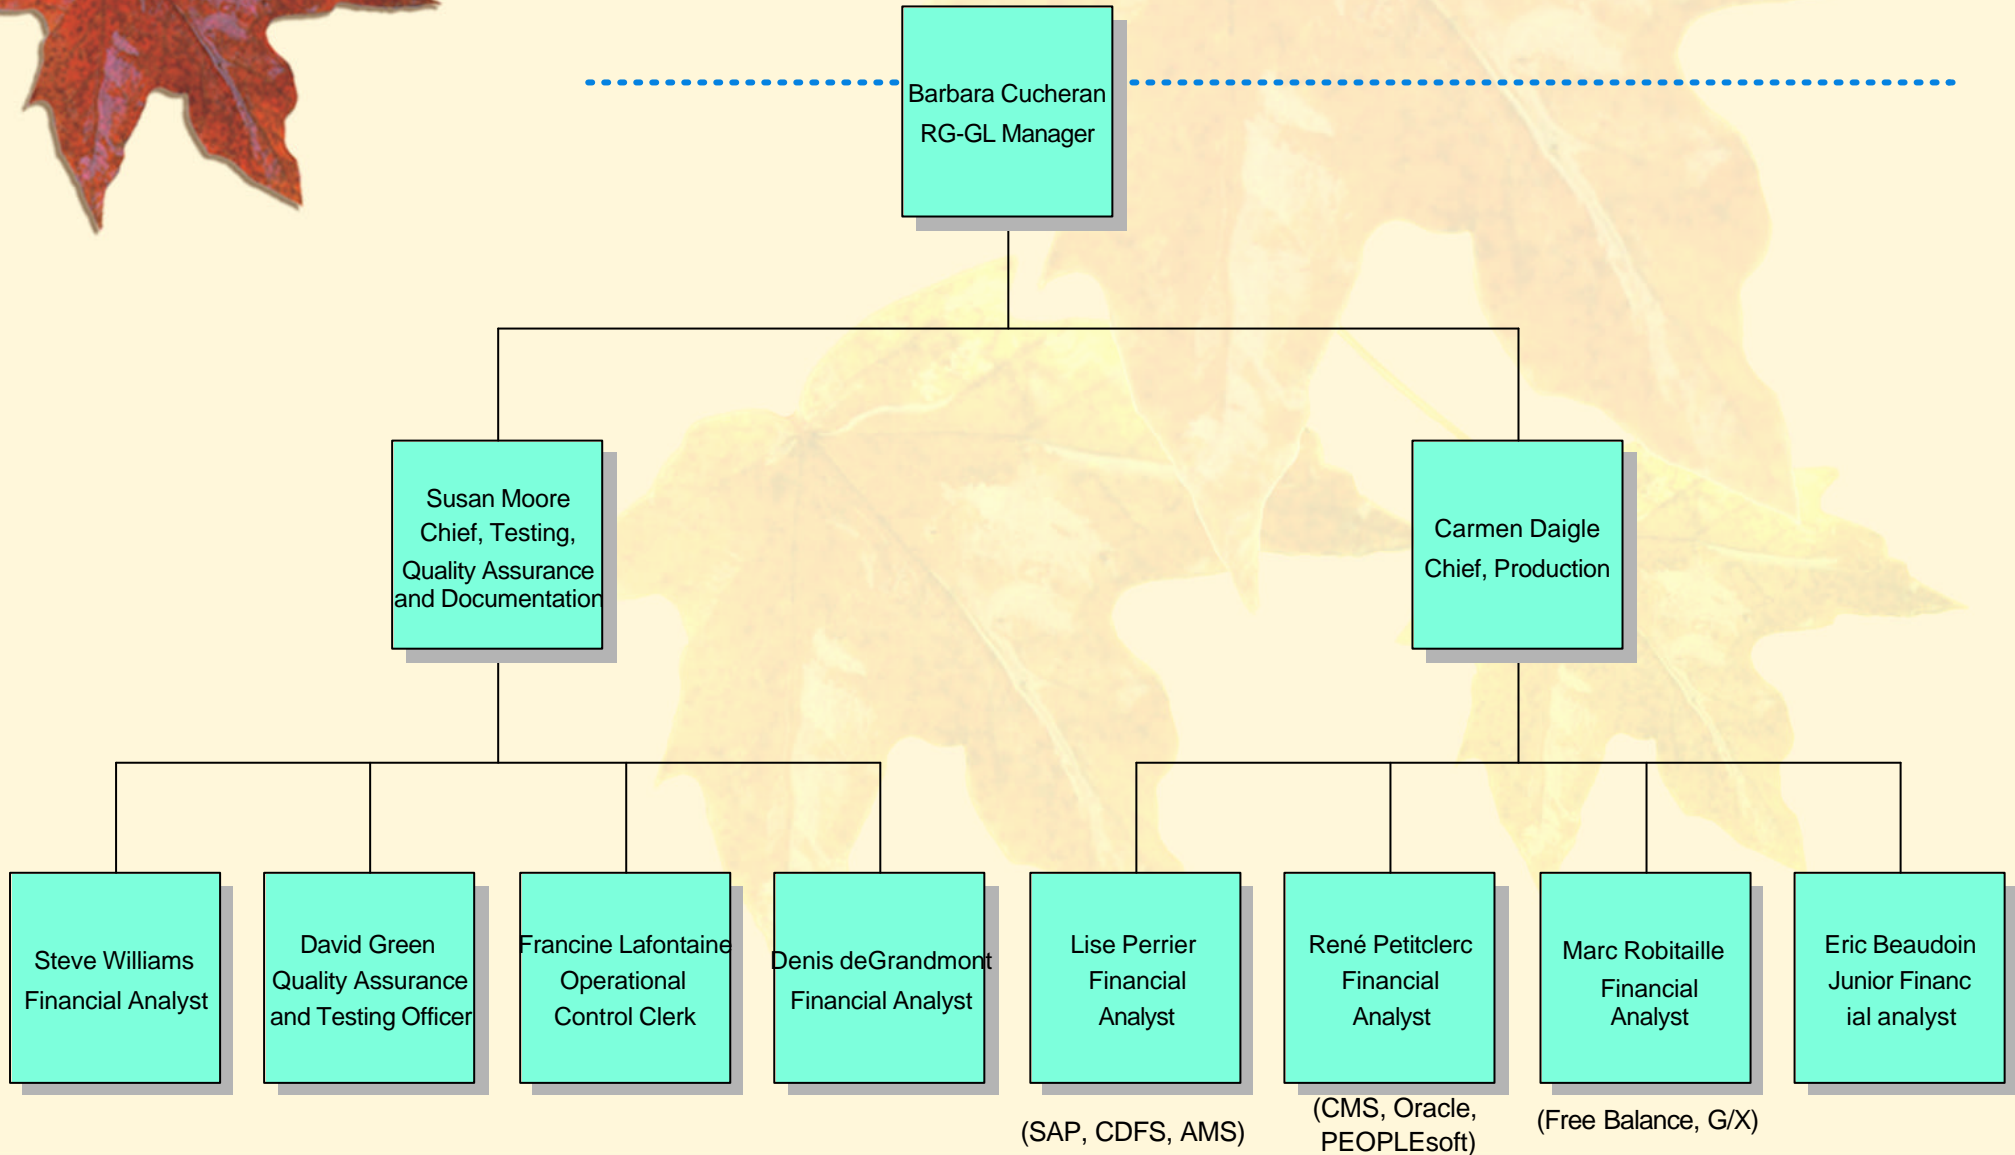 Barbara Cucheran
RG-GL Manager
Susan Moore
Chief, Testing,
Quality Assurance
and Documentation
Carmen Daigle
Chief, Production
Steve Williams
Financial Analyst
David Green
Quality Assurance
and Testing Officer
Francine Lafontaine
Operational
Control Clerk
Denis deGrandmont
Financial Analyst
Lise Perrier
Financial
Analyst
(SAP, CDFS, AMS)
René Petitclerc
Financial
Analyst
(CMS, Oracle,
PEOPLEsoft)
Marc Robitaille
Financial
Analyst
(Free Balance, G/X)
Eric Beaudoin
Junior Financ
ial analyst